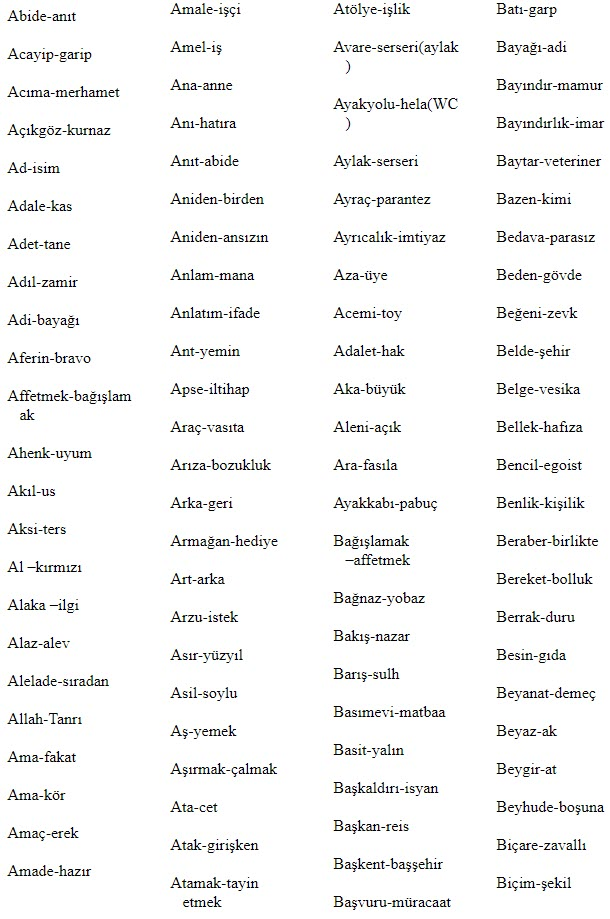 Abide-anıt
Acayip-garip
Acıma-merhamet
Açıkgöz-kurnaz
Ad-isim
Adale-kas
Adet-tane
Adıl-zamir
Adi-bayağı
Aferin-bravo
Affetmek-bağışlam
ak
Ahenk-uyum
Akıl-us
Aksi-ters
Al –kırmızı
Alaka –ilgi
Alaz-alev
Alelade-sıradan
Allah-Tanrı
Ama-fakat
Ama-kör
Amaç-erek
Amade-hazır
Amale-işçi
Amel-iş
Ana-anne
Anı-hatıra
Anıt-abide
Aniden-birden
Aniden-ansızın
Anlam-mana
Anlatım-ifade
Ant-yemin
Apse-iltihap
Araç-vasıta
Arıza-bozukluk
Arka-geri
Armağan-hediye
Art-arka
Arzu-istek
Asır-yüzyıl
Asil-soylu
Aş-yemek
Aşırmak-çalmak
Ata-cet
Atak-girişken
Atamak-tayin
etmek
Atölye-işlik
Avare-serseri(aylak
)
Ayakyolu-hela(WC
)
Aylak-serseri
Ayraç-parantez
Ayrıcalık-imtiyaz
Aza-üye
Acemi-toy
Adalet-hak
Aka-büyük
Aleni-açık
Ara-fasıla
Ayakkabı-pabuç
Bağışlamak
–affetmek
Bağnaz-yobaz
Bakış-nazar
Barış-sulh
Basımevi-matbaa
Basit-yalın
Başkaldırı-isyan
Başkan-reis
Başkent-başşehir
Başvuru-müracaat
Batı-garp
Bayağı-adi
Bayındır-mamur
Bayındırlık-imar
Baytar-veteriner
Bazen-kimi
Bedava-parasız
Beden-gövde
Beğeni-zevk
Belde-şehir
Belge-vesika
Bellek-hafıza
Bencil-egoist
Benlik-kişilik
Beraber-birlikte
Bereket-bolluk
Berrak-duru
Besin-gıda
Beyanat-demeç
Beyaz-ak
Beygir-at
Beyhude-boşuna
Biçare-zavallı
Biçim-şekil